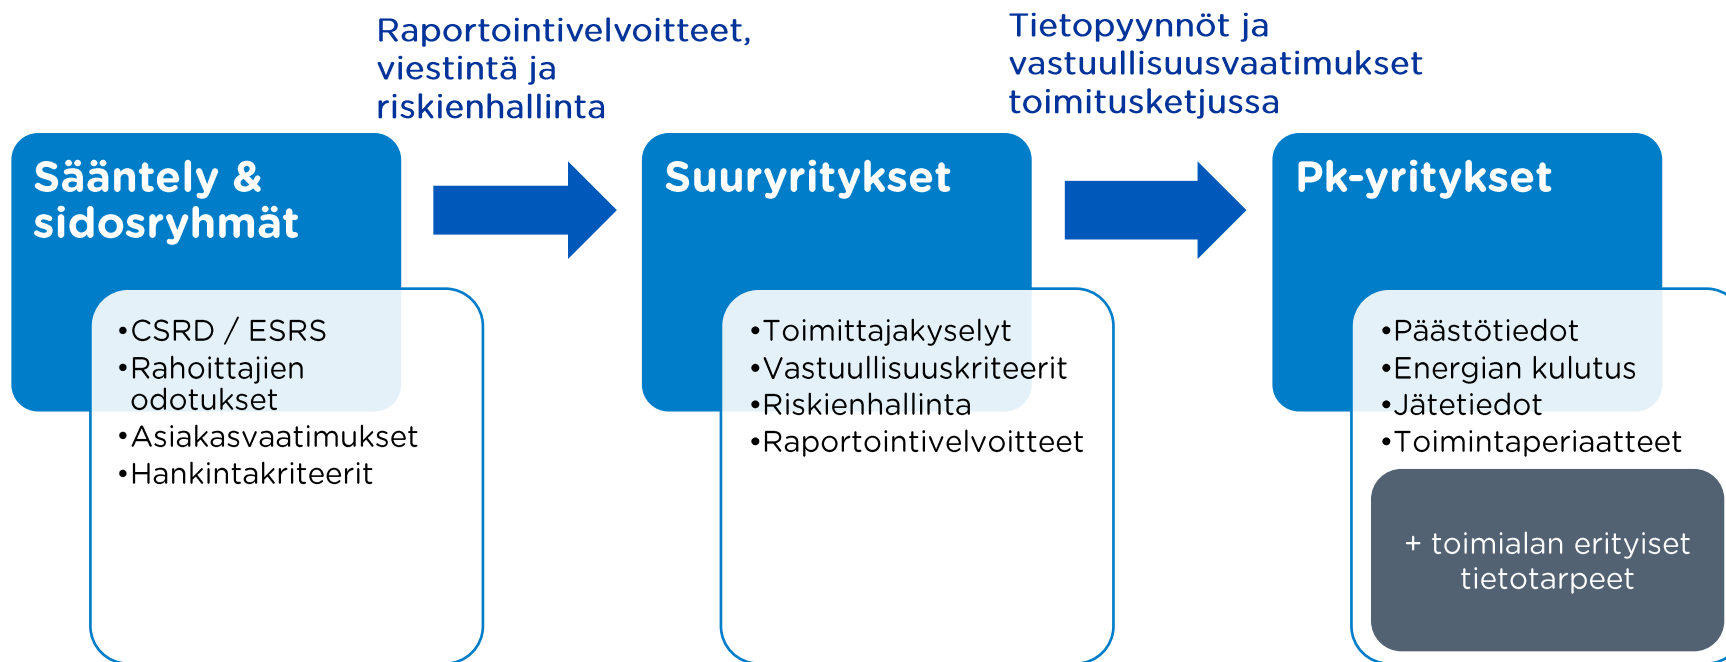 Raportointivelvoitteet,
viestintä ja
riskienhallinta
Tietopyynnöt ja
vastuullisuusvaatimukset
toimitusketjussa
Sääntely &
sidosryhmät
•CSRD / ESRS
•Rahoittajien
odotukset
•Asiakasvaatimukset
•Hankintakriteerit
Suuryritykset
•Toimittajakyselyt
•Vastuullisuuskriteerit
•Riskienhallinta
•Raportointivelvoitteet
Pk-yritykset
•Päästötiedot
•Energian kulutus
•Jätetiedot
•Toimintaperiaatteet
+ toimialan erityiset
tietotarpeet